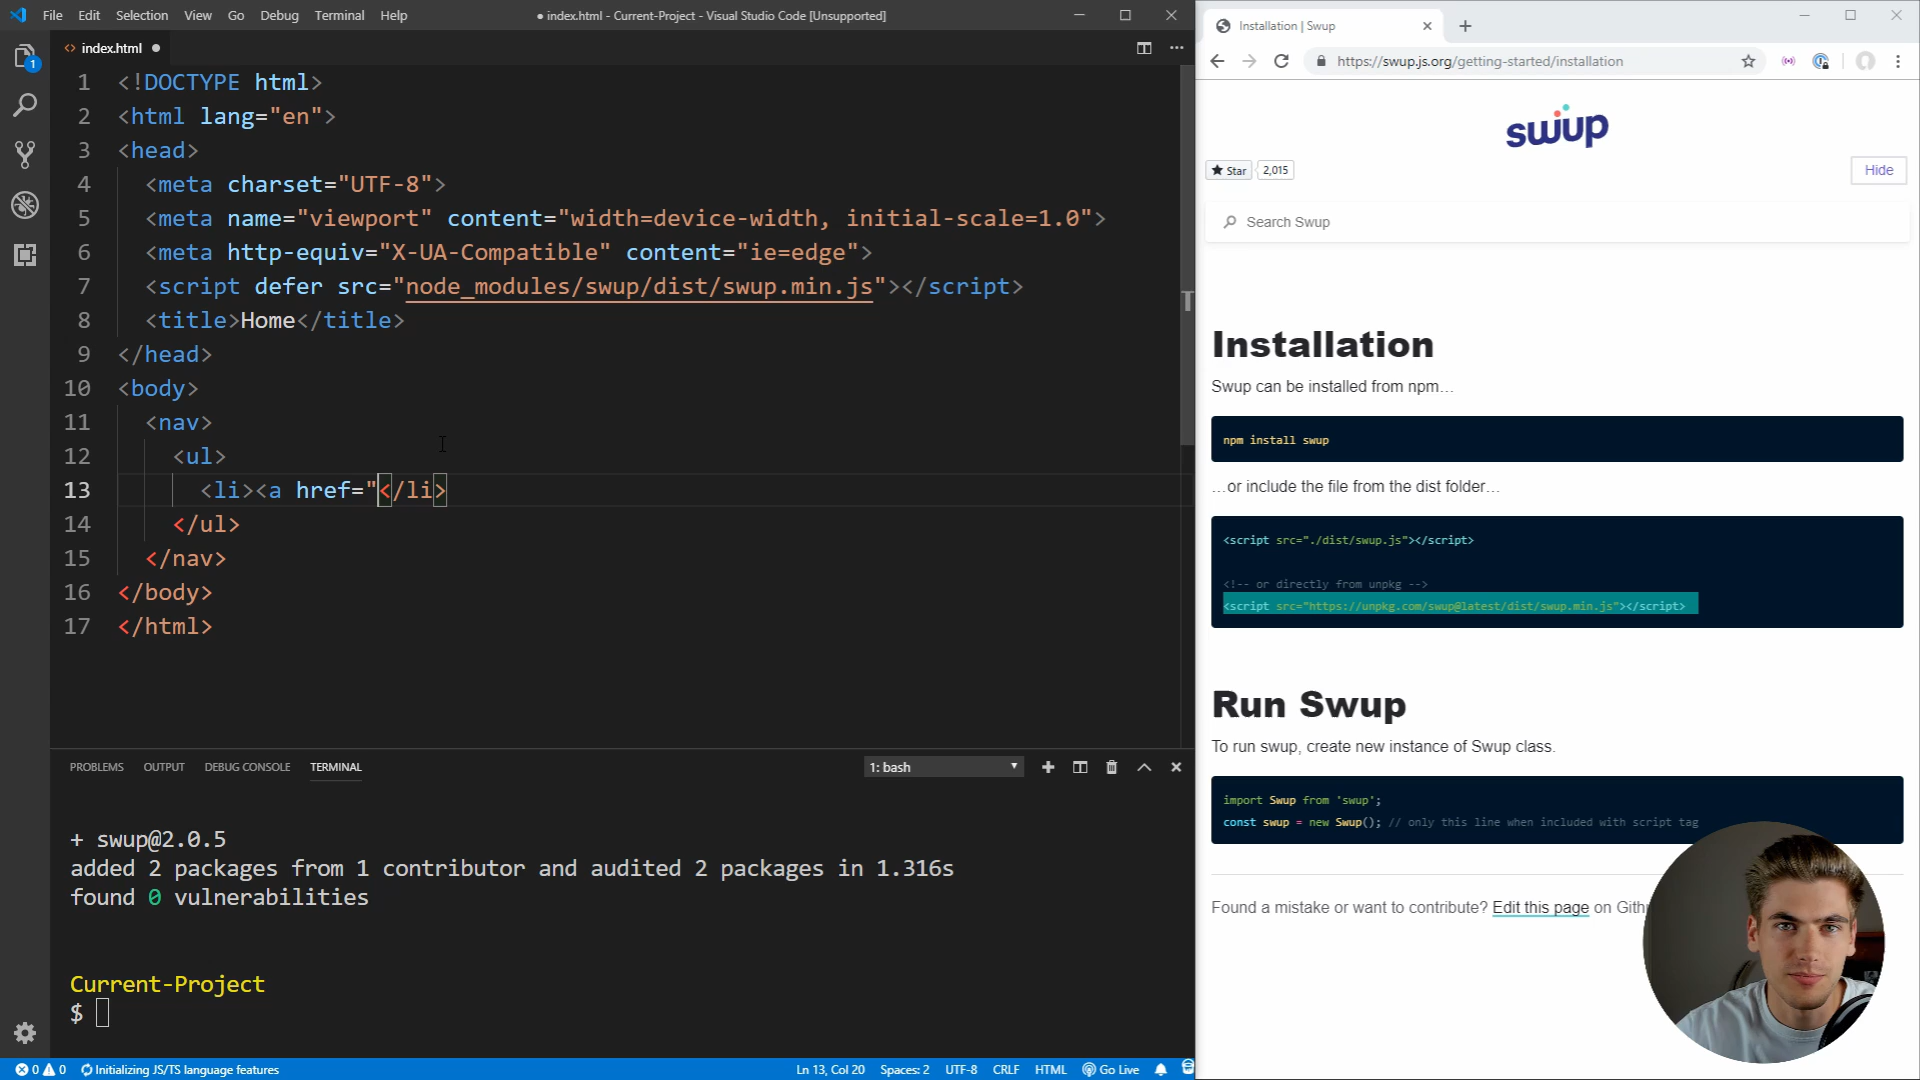 File Edit Selection View Go Debug Terminal Help
● index.html - Current-Project - Visual Studio Code [Unsupported]
<> index.html ●
1
1 <!DOCTYPE html>
2 <html lang="en">
3 <head>
4 <meta charset="UTF-8">
5 <meta name="viewport" content="width=device-width, initial-scale=1.0">
6 <meta http-equiv="X-UA-Compatible" content="ie=edge">
7 <script defer src="node_modules/swup/dist/swup.min.js"></script>
8 <title>Home</title>
9 </head>
10 <body>
11 <nav>
12 <ul>
13 <li><a href="</li>
14 </ul>
15 </nav>
16 </body>
17 </html>
PROBLEMS OUTPUT DEBUG CONSOLE TERMINAL
1: bash
+ swup@2.0.5
added 2 packages from 1 contributor and audited 2 packages in 1.316s
found 0 vulnerabilities
Current-Project
$
0 0 Initializing JS/TS language features
Ln 13, Col 20 Spaces: 2 UTF-8 CRLF HTML Go Live
Installation | Swup
https://swup.js.org/getting-started/installation
swup
Star 2,015
Hide
Search Swup
Installation
Swup can be installed from npm…
npm install swup
…or include the file from the dist folder…
<script src="./dist/swup.js"></script>
<!-- or directly from unpkg -->
<script src="https://unpkg.com/swup@latest/dist/swup.min.js"></script>
Run Swup
To run swup, create new instance of Swup class.
import Swup from 'swup';
const swup = new Swup(); // only this line when included with script tag
Found a mistake or want to contribute? Edit this page on